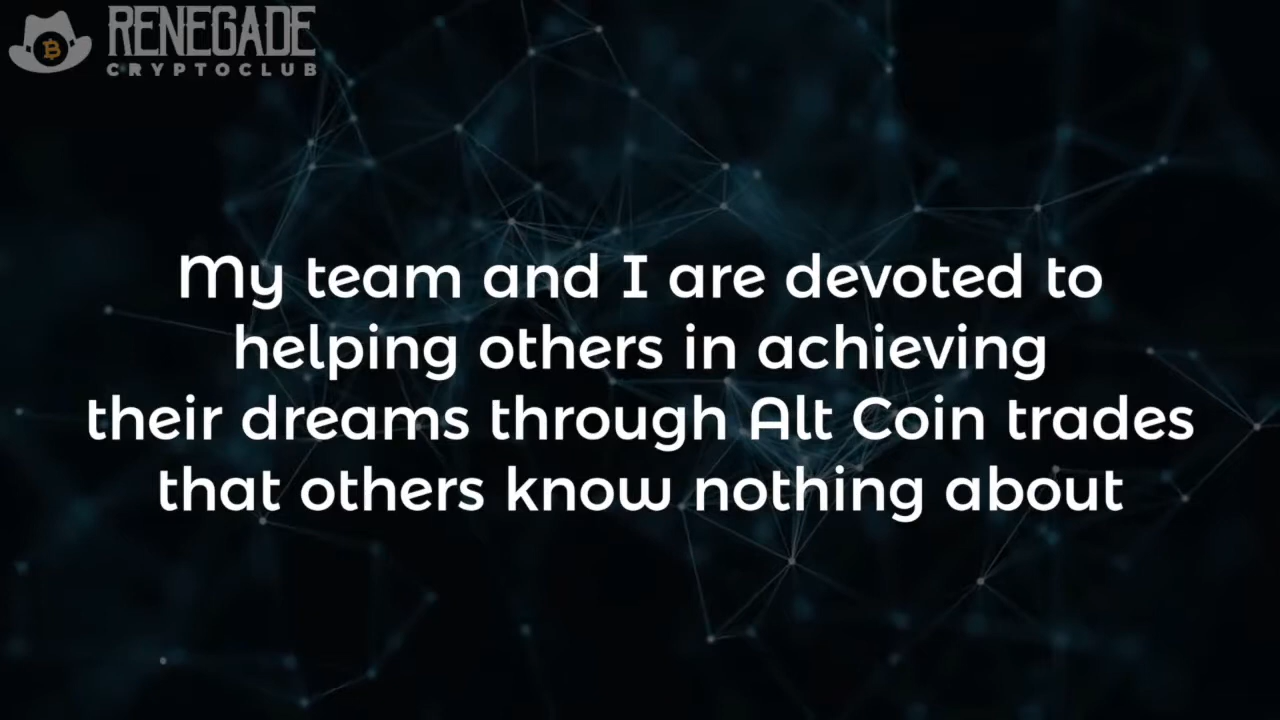 RENEGADE
CRYPTOCLUB
My team and I are devoted to
helping others in achieving
their dreams through Alt Coin trades
that others know nothing about